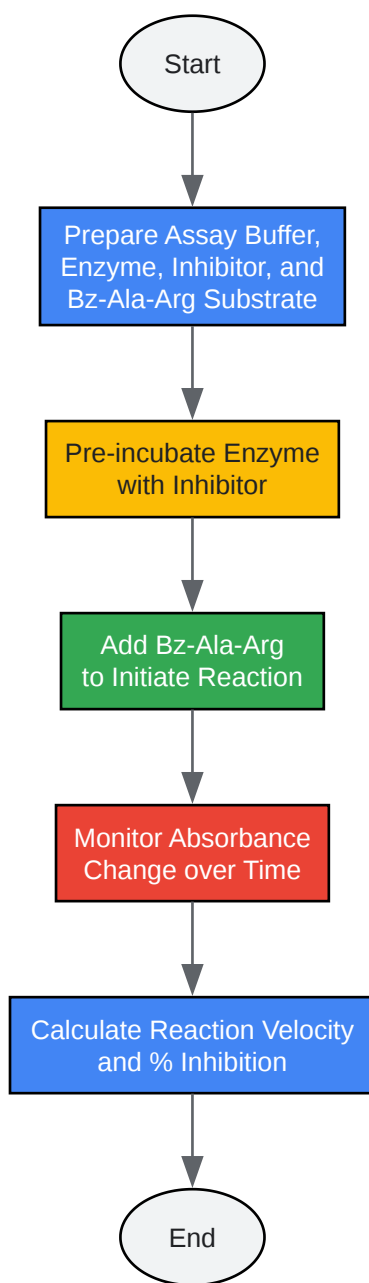 Start
Prepare Assay Buffer,
Enzyme, Inhibitor, and
Bz-Ala-Arg Substrate
Pre-incubate Enzyme
with Inhibitor
Add Bz-Ala-Arg
to Initiate Reaction
Monitor Absorbance
Change over Time
Calculate Reaction Velocity
and % Inhibition
End